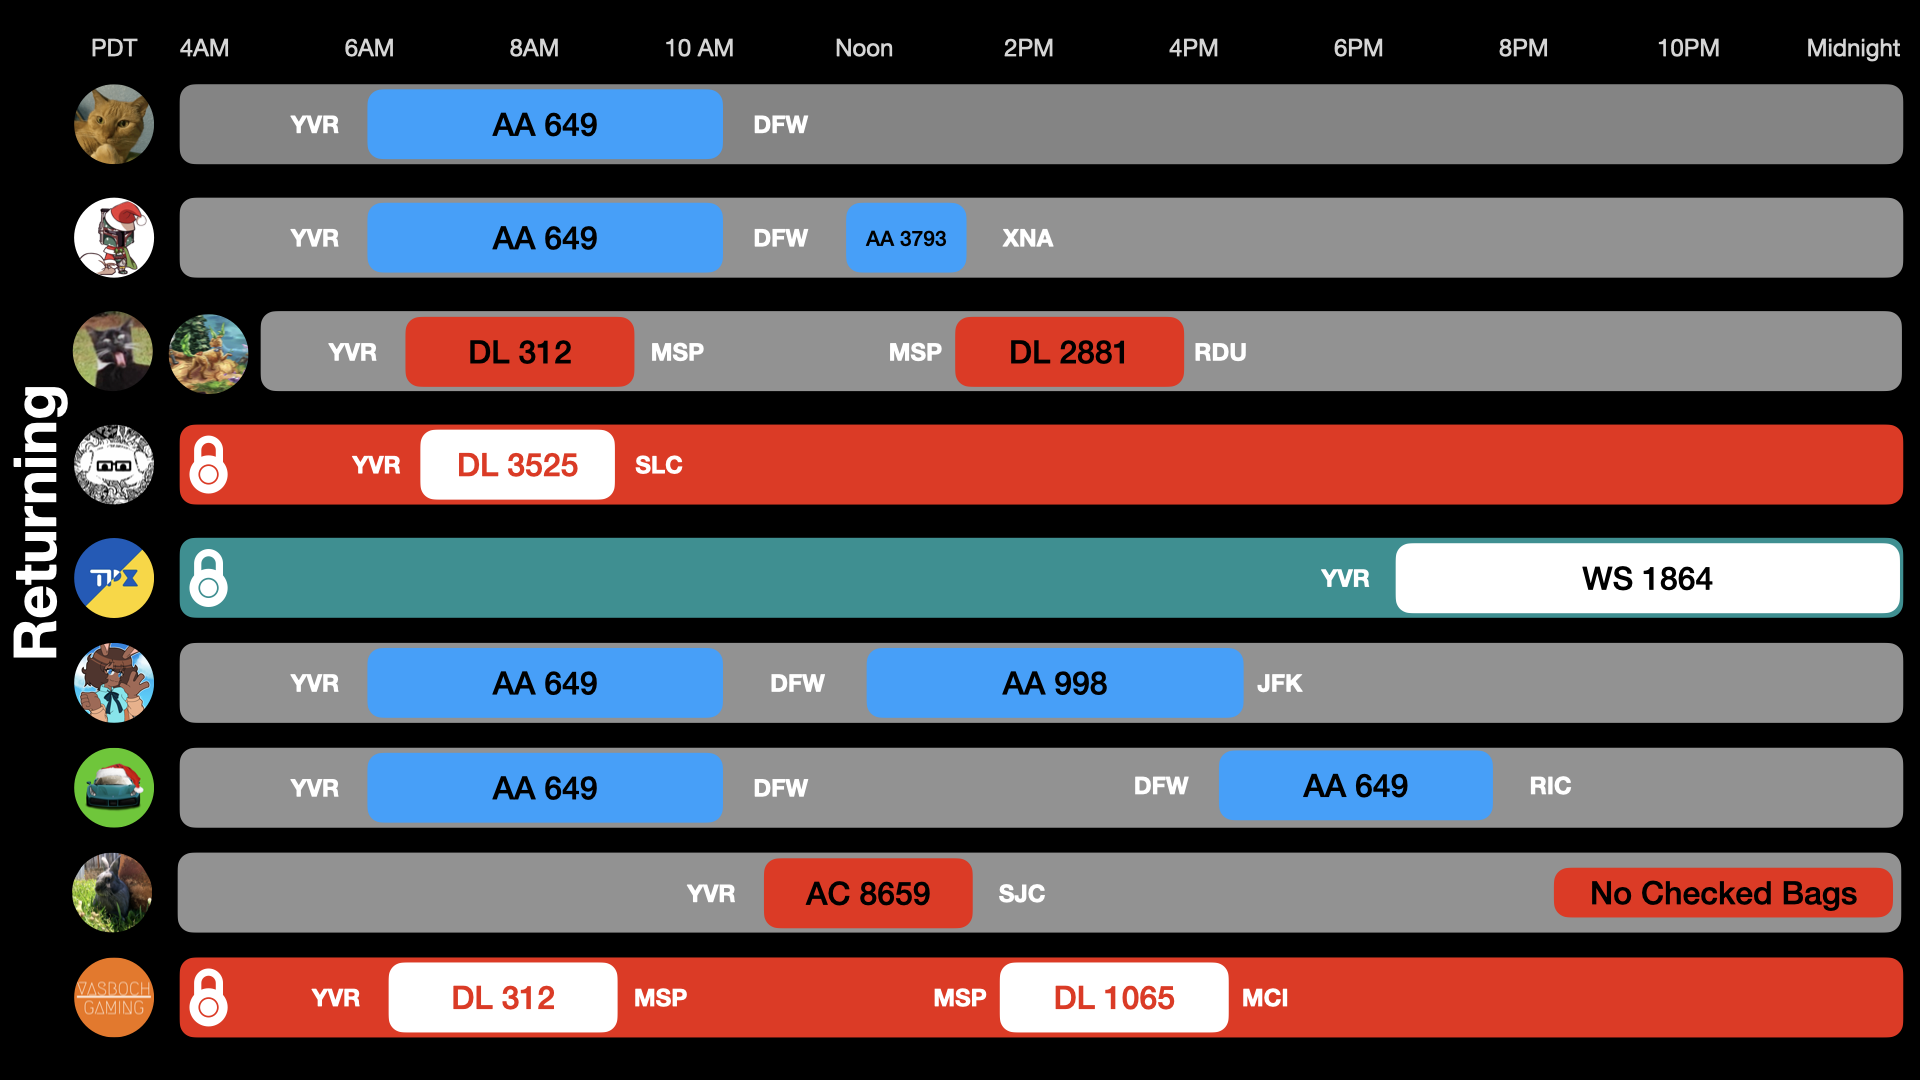 PDT 4AM 6AM 8AM 10 AM Noon 2PM 4PM 6PM 8PM 10PM Midnight
Returning
YVR AA 649 DFW
YVR AA 649 DFW AA 3793 XNA
YVR DL 312 MSP MSP DL 2881 RDU
YVR DL 3525 SLC
TPX YVR WS 1864
YVR AA 649 DFW AA 998 JFK
YVR AA 649 DFW DFW AA 649 RIC
YVR AC 8659 SJC No Checked Bags
VASBOCH
GAMING
YVR DL 312 MSP MSP DL 1065 MCI